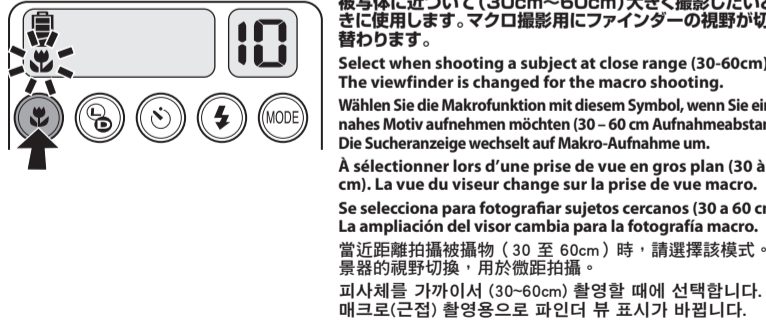 10
L
D
MODE
被写体に近づいて(30cm〜60cm)大きく撮影したいと
きに使用します。マクロ撮影用にファインダーの視野が切
替わります。
Select when shooting a subject at close range (30-60cm)
The viewfinder is changed for the macro shooting.
Wählen Sie die Makrofunktion mit diesem Symbol, wenn Sie ein
nahes Motiv aufnehmen möchten (30 – 60 cm Aufnahmeabstan
Die Sucheranzeige wechselt auf Makro-Aufnahme um.
À sélectionner lors d'une prise de vue en gros plan (30 à
cm). La vue du viseur change sur la prise de vue macro.
Se selecciona para fotografiar sujetos cercanos (30 a 60 cm
La ampliación del visor cambia para la fotografía macro.
當近距離拍攝被攝物（30 至 60cm）時，請選擇該模式。
景器的視野切換，用於微距拍攝。
피사체를 가까이서 (30~60cm) 촬영할 때에 선택합니다.
매크로(근접) 촬영용으로 파인더 뷰 표시가 바뀝니다.